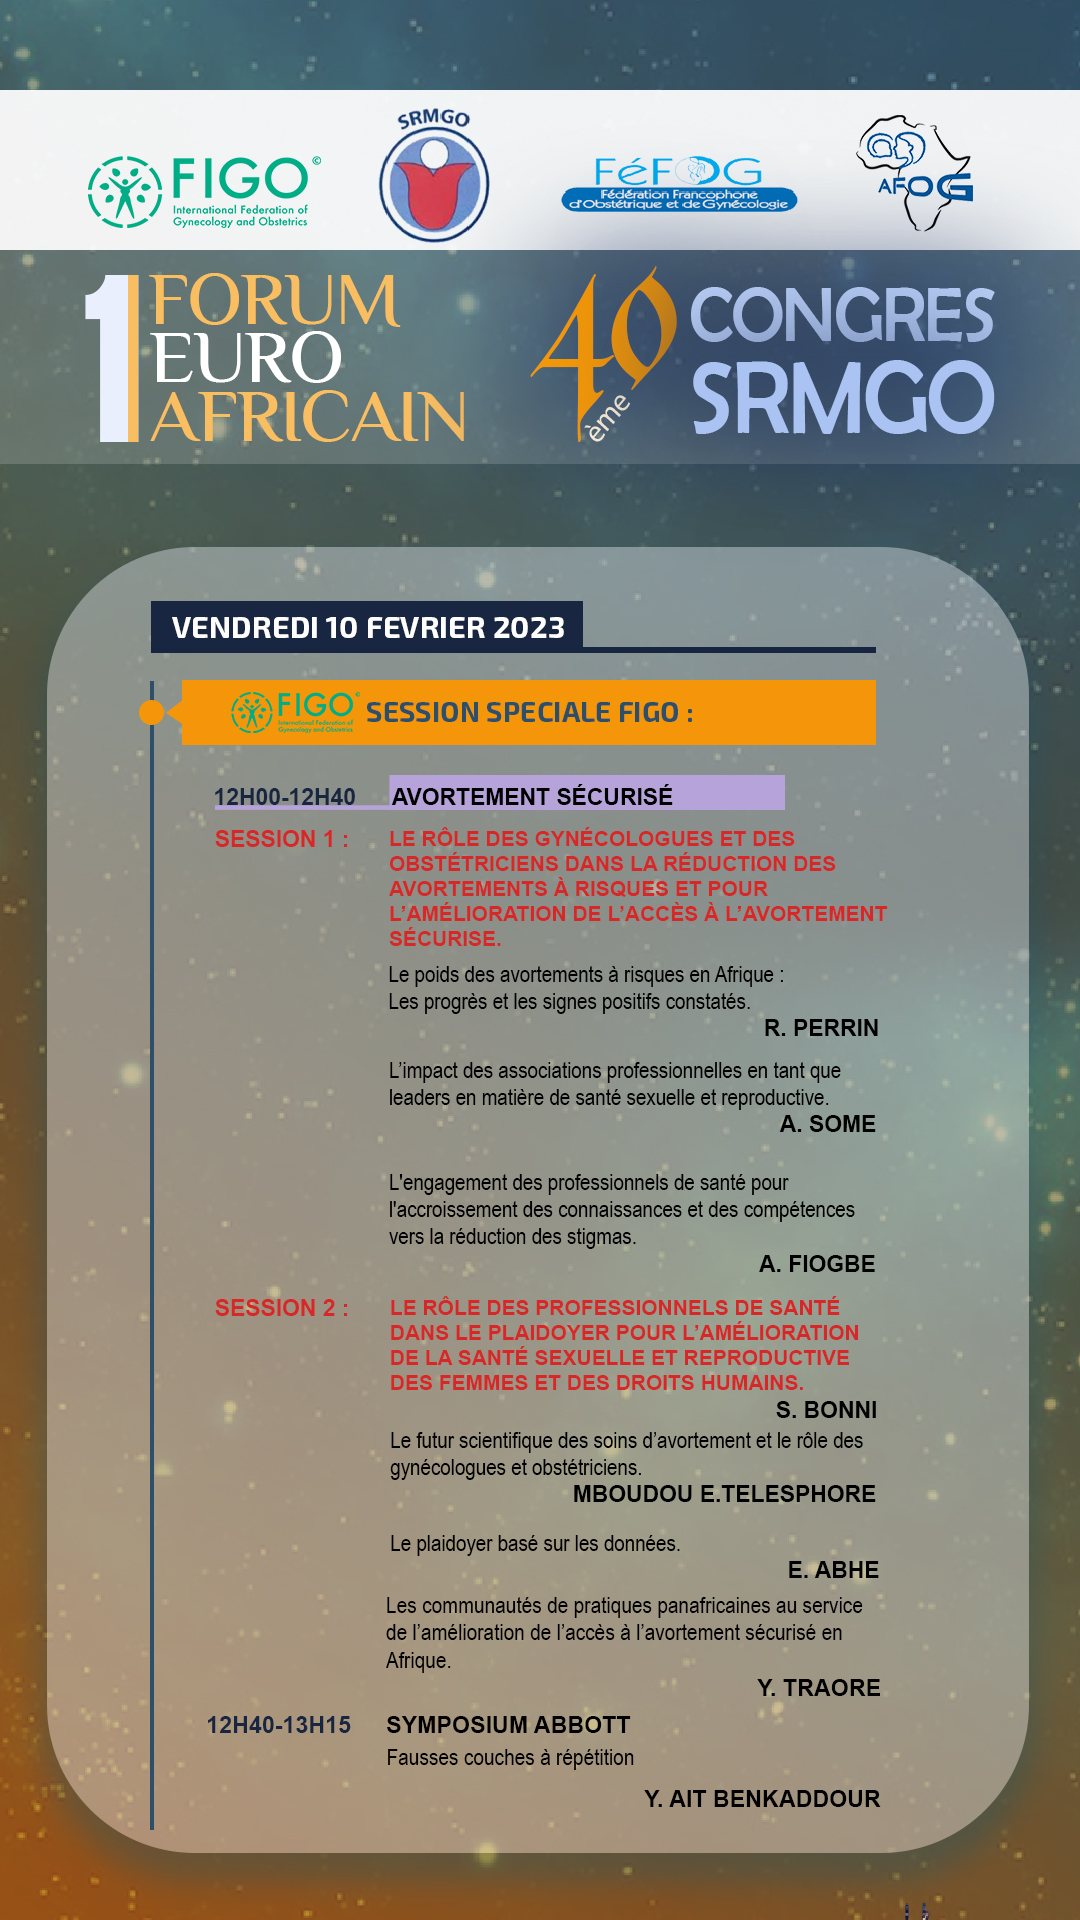 FIGO©
International Federation of
Gynecology and Obstetrics
SRMGO
FéFOG
Fédération Francophone
d'Obstétrique et de Gynécologie
AFOG
1 FORUM
EURO
AFRICAIN
40ème CONGRES
SRMGO
VENDREDI 10 FEVRIER 2023
FIGO©
International Federation of
Gynecology and Obstetrics
SESSION SPECIALE FIGO :
12H00-12H40 AVORTEMENT SÉCURISÉ
SESSION 1 : LE RÔLE DES GYNÉCOLOGUES ET DES
OBSTÉTRICIENS DANS LA RÉDUCTION DES
AVORTEMENTS À RISQUES ET POUR
L’AMÉLIORATION DE L’ACCÈS À L’AVORTEMENT
SÉCURISE.
Le poids des avortements à risques en Afrique :
Les progrès et les signes positifs constatés.
R. PERRIN
L’impact des associations professionnelles en tant que
leaders en matière de santé sexuelle et reproductive.
A. SOME
L'engagement des professionnels de santé pour
l'accroissement des connaissances et des compétences
vers la réduction des stigmas.
A. FIOGBE
SESSION 2 : LE RÔLE DES PROFESSIONNELS DE SANTÉ
DANS LE PLAIDOYER POUR L’AMÉLIORATION
DE LA SANTÉ SEXUELLE ET REPRODUCTIVE
DES FEMMES ET DES DROITS HUMAINS.
S. BONNI
Le futur scientifique des soins d’avortement et le rôle des
gynécologues et obstétriciens.
MBOUDOU E.TELESPHORE
Le plaidoyer basé sur les données.
E. ABHE
Les communautés de pratiques panafricaines au service
de l’amélioration de l’accès à l’avortement sécurisé en
Afrique.
Y. TRAORE
12H40-13H15 SYMPOSIUM ABBOTT
Fausses couches à répétition
Y. AIT BENKADDOUR